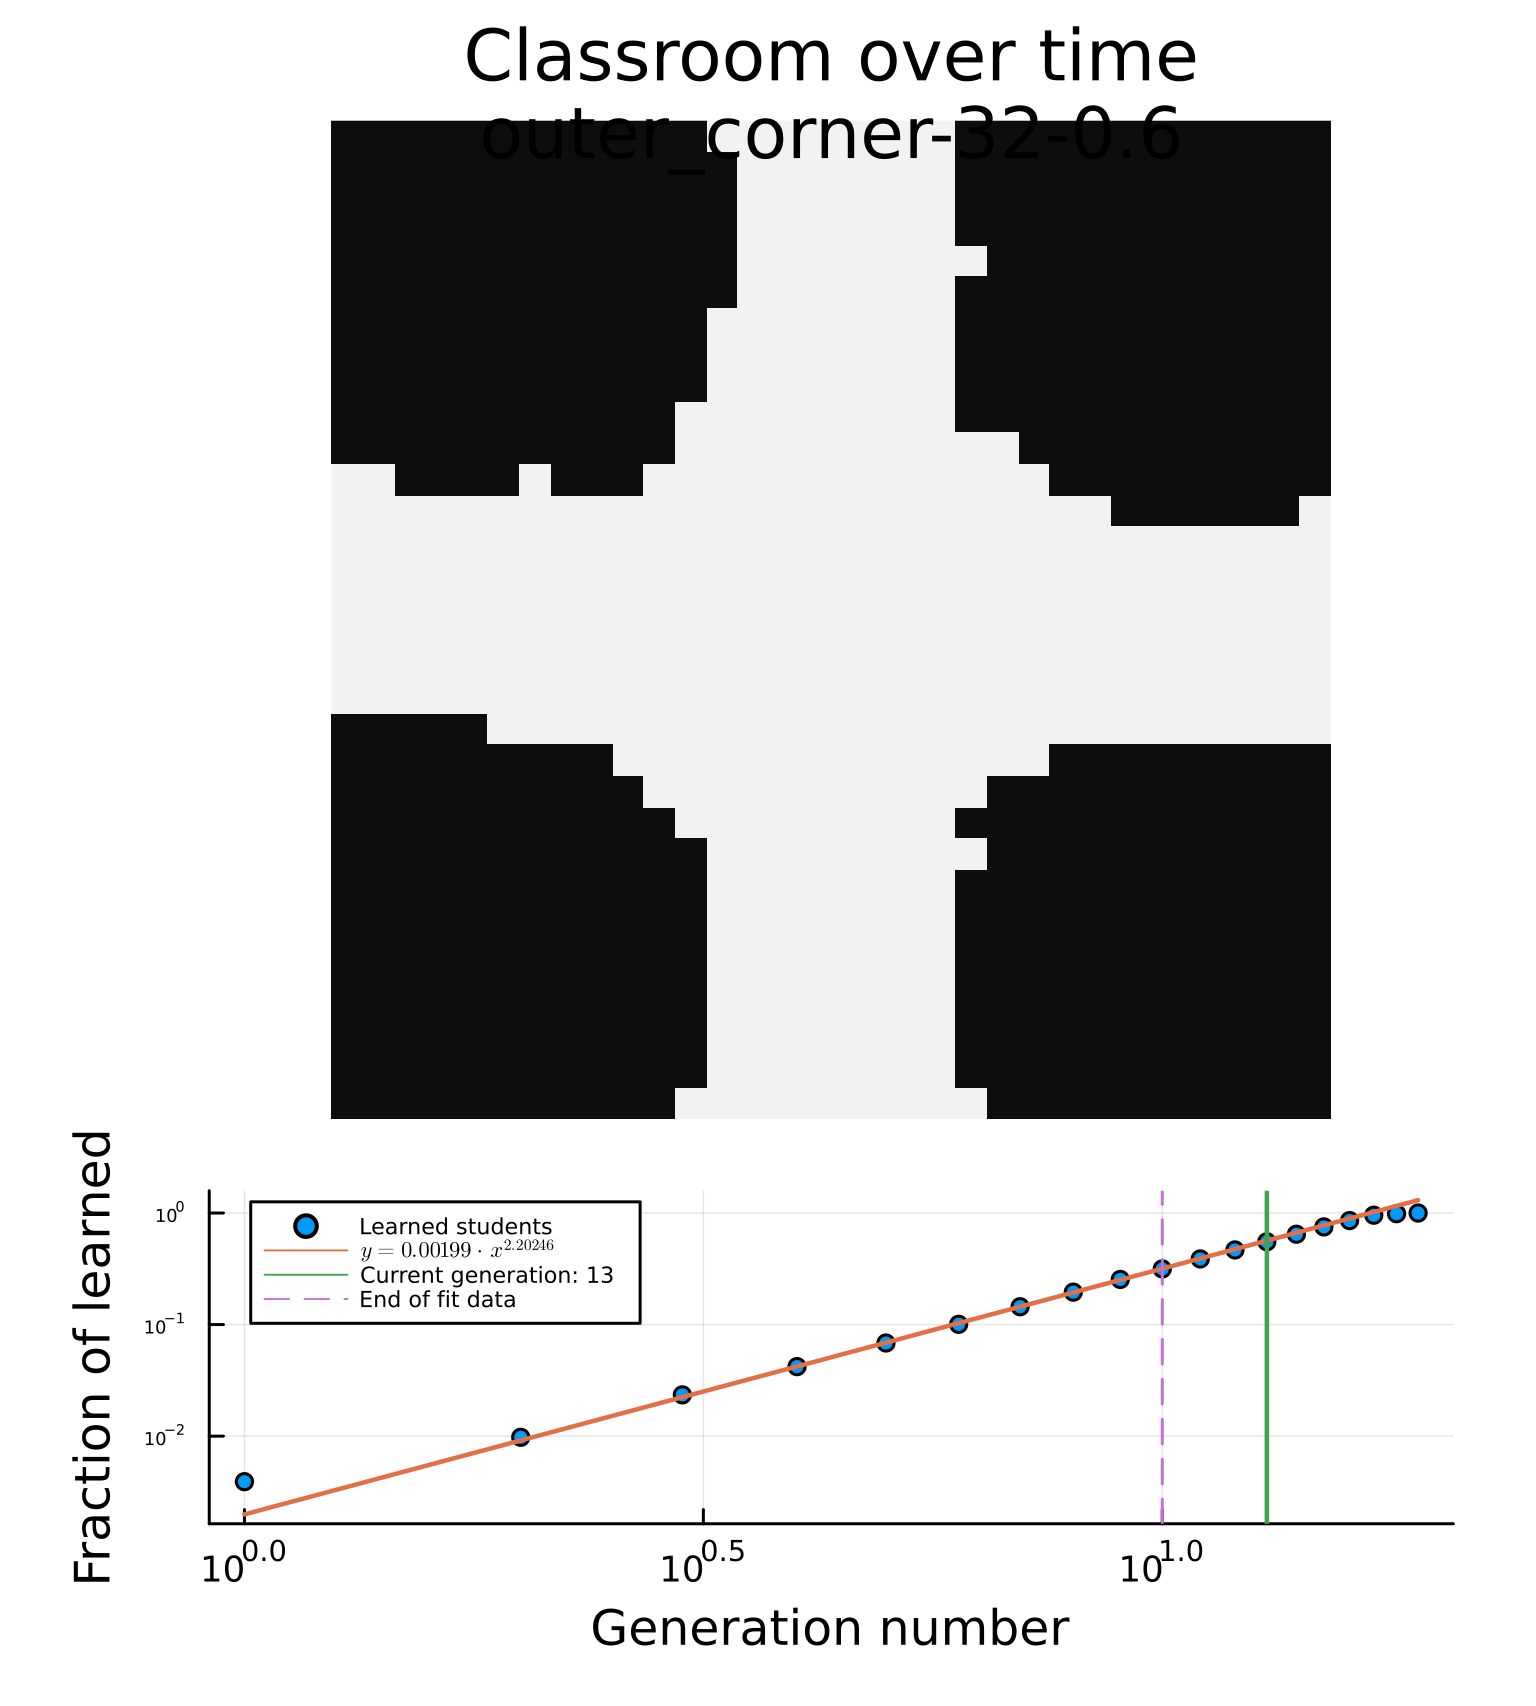 Classroom over time
outer_corner-32-0.6
Fraction of learned
10^0
10^−1
10^−2
Learned students
y = 0.00199 · x^2.20246
Current generation: 13
End of fit data
10^0.0
10^0.5
10^1.0
Generation number